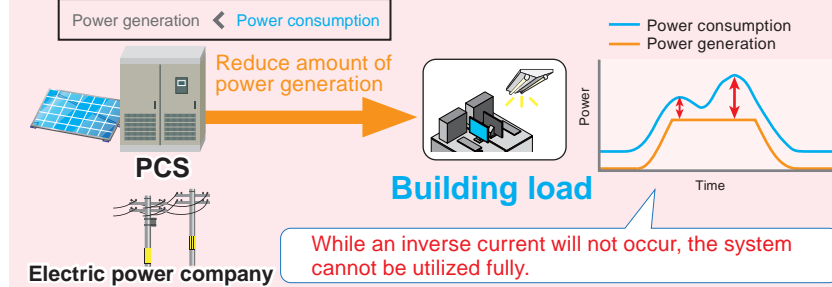 Power generation < Power consumption
Reduce amount of
power generation
PCS
Building load
Electric power company
Power consumption
Power generation
Power
Time
While an inverse current will not occur, the system
cannot be utilized fully.